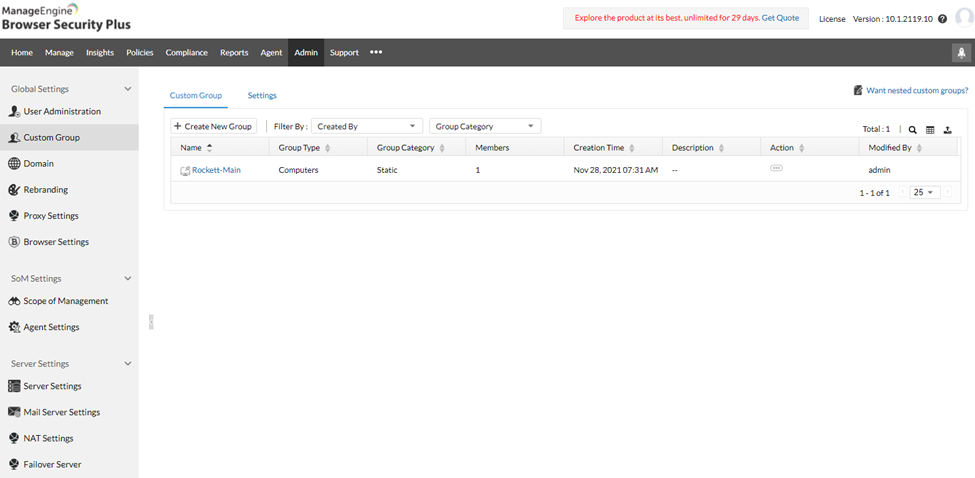 ManageEngine
Browser Security Plus
Explore the product at its best, unlimited for 29 days. Get Quote
License Version : 10.1.2119.10 ?
Home Manage Insights Policies Compliance Reports Agent Admin Support •••
Global Settings
User Administration
Custom Group
Domain
Rebranding
Proxy Settings
Browser Settings
SoM Settings
Scope of Management
Agent Settings
Server Settings
Server Settings
Mail Server Settings
NAT Settings
Failover Server
Custom Group Settings
Want nested custom groups?
+ Create New Group | Filter By : Created By Group Category
Total : 1 |
Name Group Type Group Category Members Creation Time Description Action Modified By
Rockett-Main Computers Static 1 Nov 28, 2021 07:31 AM -- admin
1 - 1 of 1 25